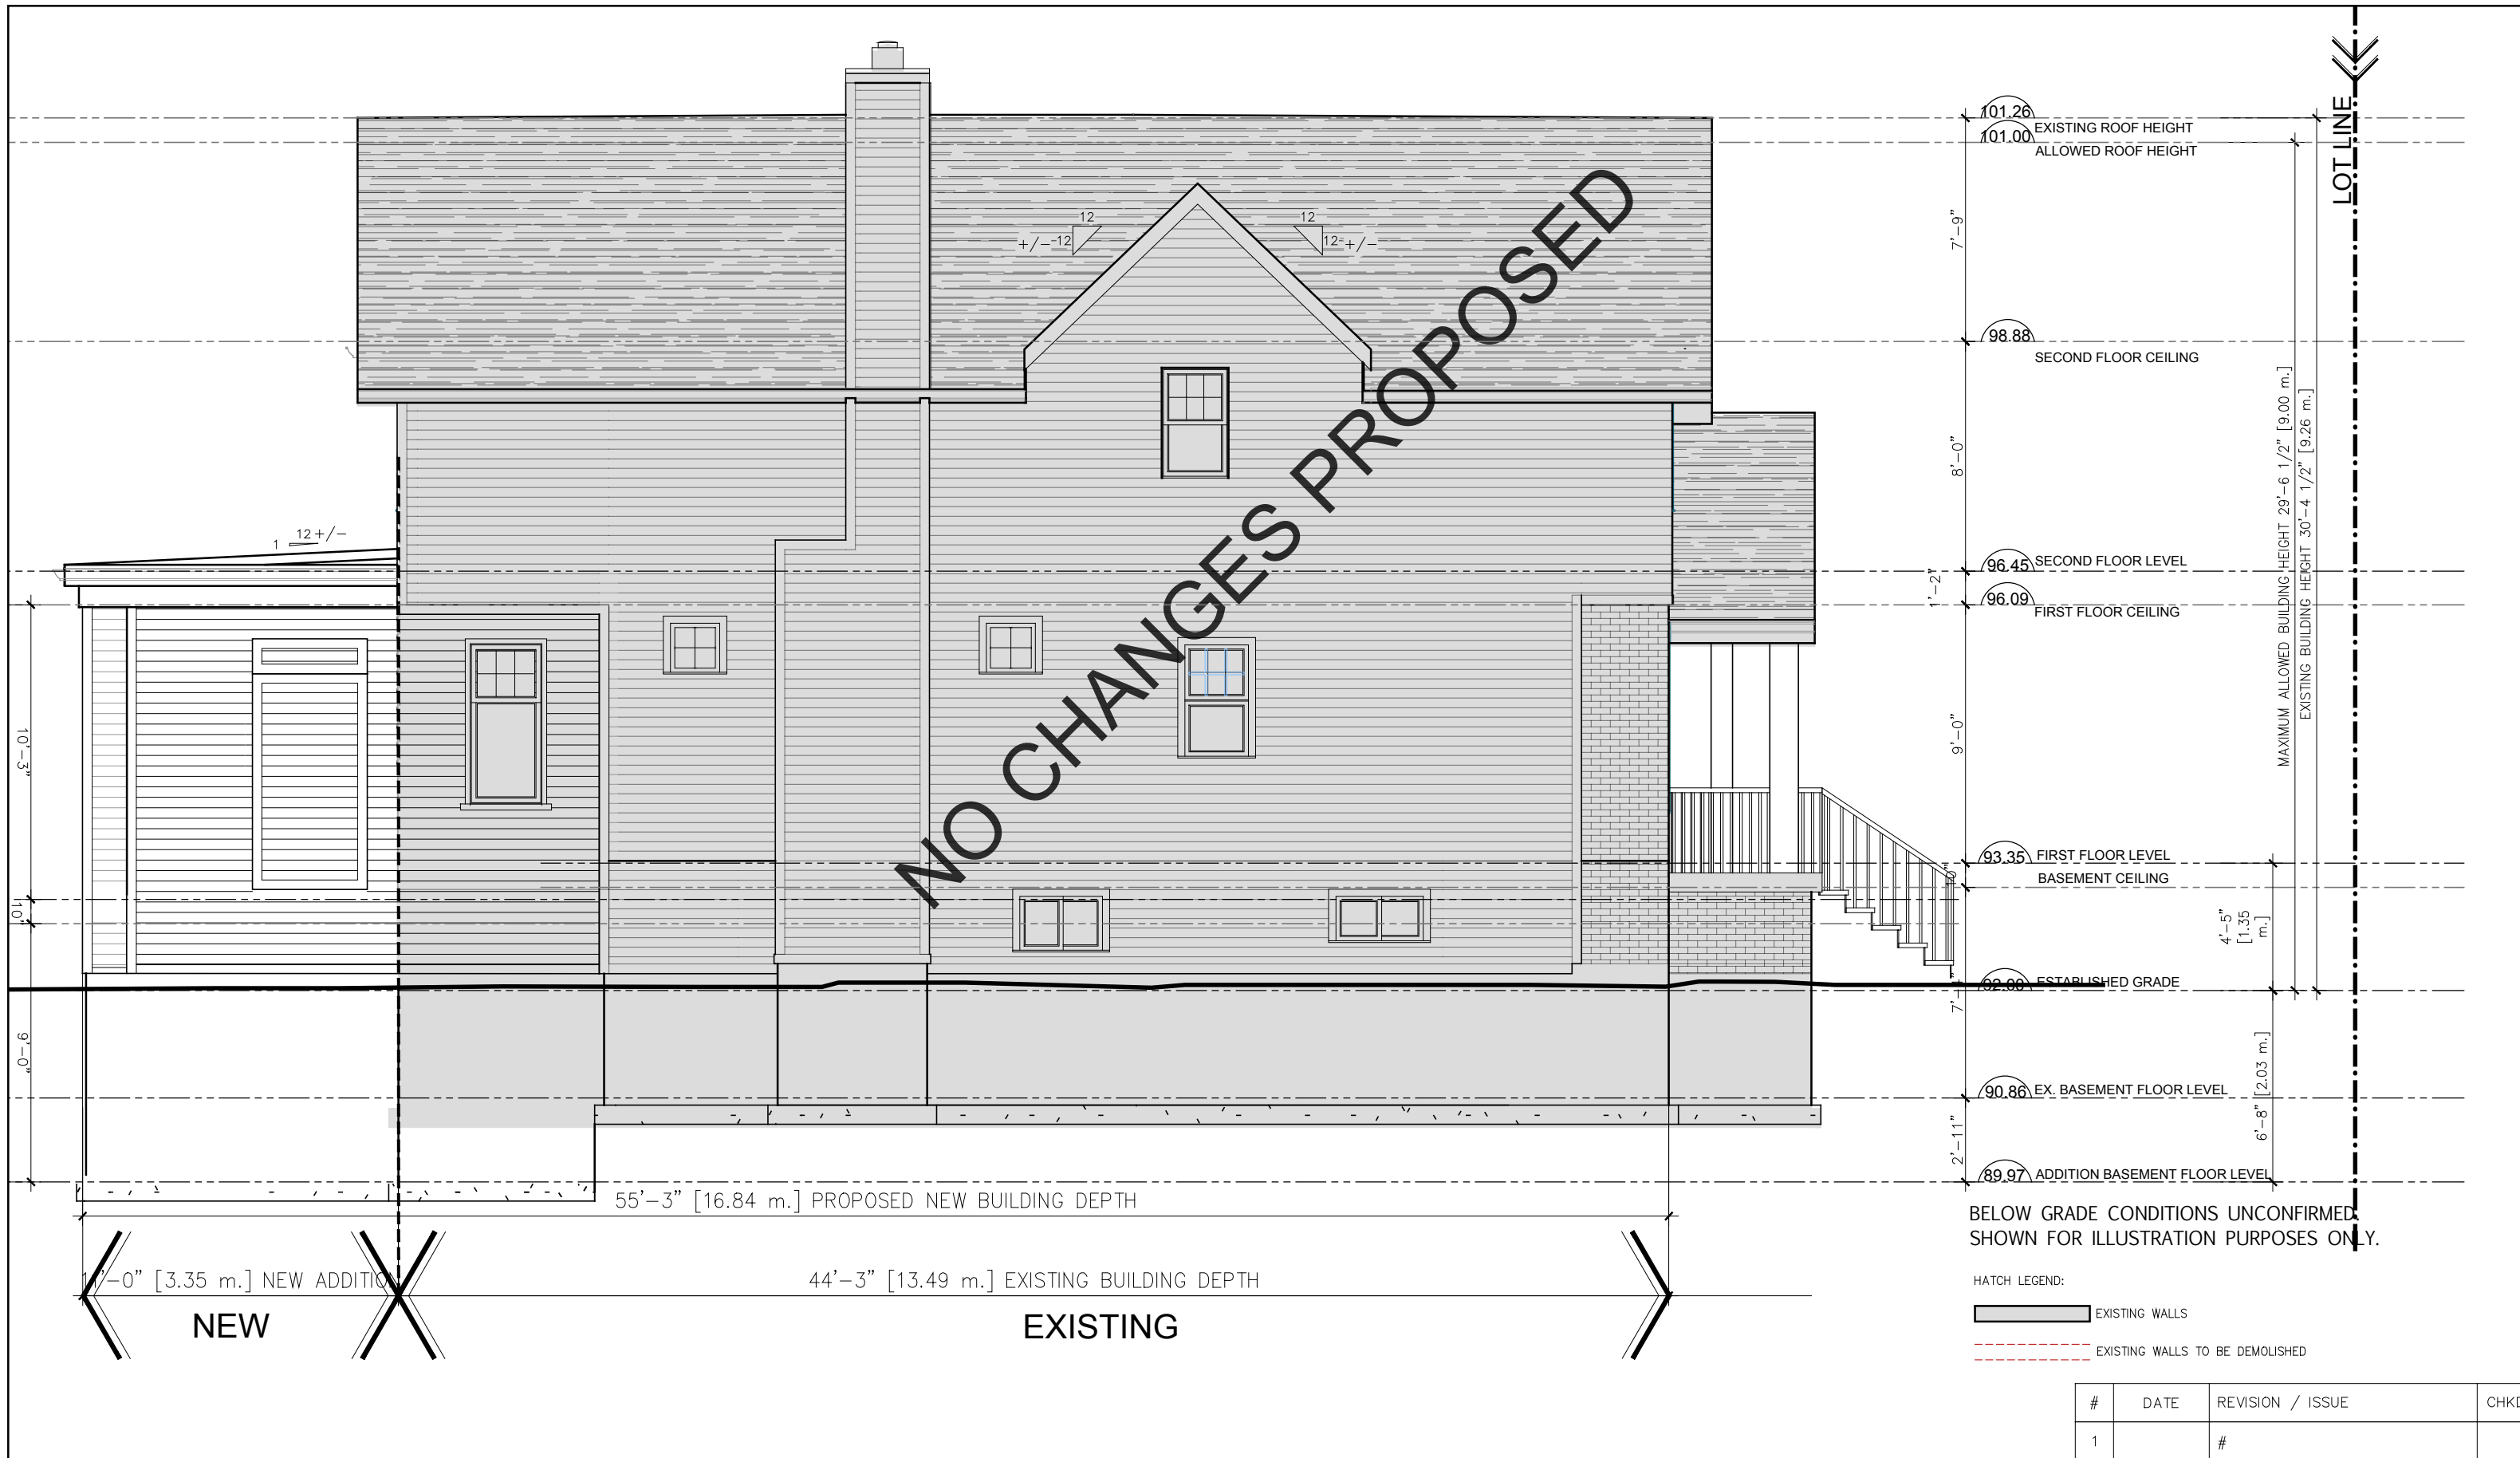 101.26
EXISTING ROOF HEIGHT
101.00
ALLOWED ROOF HEIGHT
LOT LINE
7'-9"
12
12
+/- 12
12 +/-
NO CHANGES PROPOSED
98.88
SECOND FLOOR CEILING
MAXIMUM ALLOWED BUILDING HEIGHT 29'-6 1/2" [9.00 m.]
EXISTING BUILDING HEIGHT 30'-4 1/2" [9.26 m.]
8'-0"
1
12 +/-
96.45 SECOND FLOOR LEVEL
1'-2"
96.09
FIRST FLOOR CEILING
10'-3"
9'-0"
93.35 FIRST FLOOR LEVEL
10"
BASEMENT CEILING
10"
4'-5"
[1.35
m.]
ESTABLISHED GRADE
9'-0"
6'-8" [2.03 m.]
90.86 EX. BASEMENT FLOOR LEVEL
2'-11"
89.97 ADDITION BASEMENT FLOOR LEVEL
55'-3" [16.84 m.] PROPOSED NEW BUILDING DEPTH
BELOW GRADE CONDITIONS UNCONFIRMED.
SHOWN FOR ILLUSTRATION PURPOSES ONLY.
[3.35 m.] NEW ADDITION
44'-3" [13.49 m.] EXISTING BUILDING DEPTH
NEW
EXISTING
HATCH LEGEND:
EXISTING WALLS
EXISTING WALLS TO BE DEMOLISHED
# DATE REVISION / ISSUE CHKD
1 #